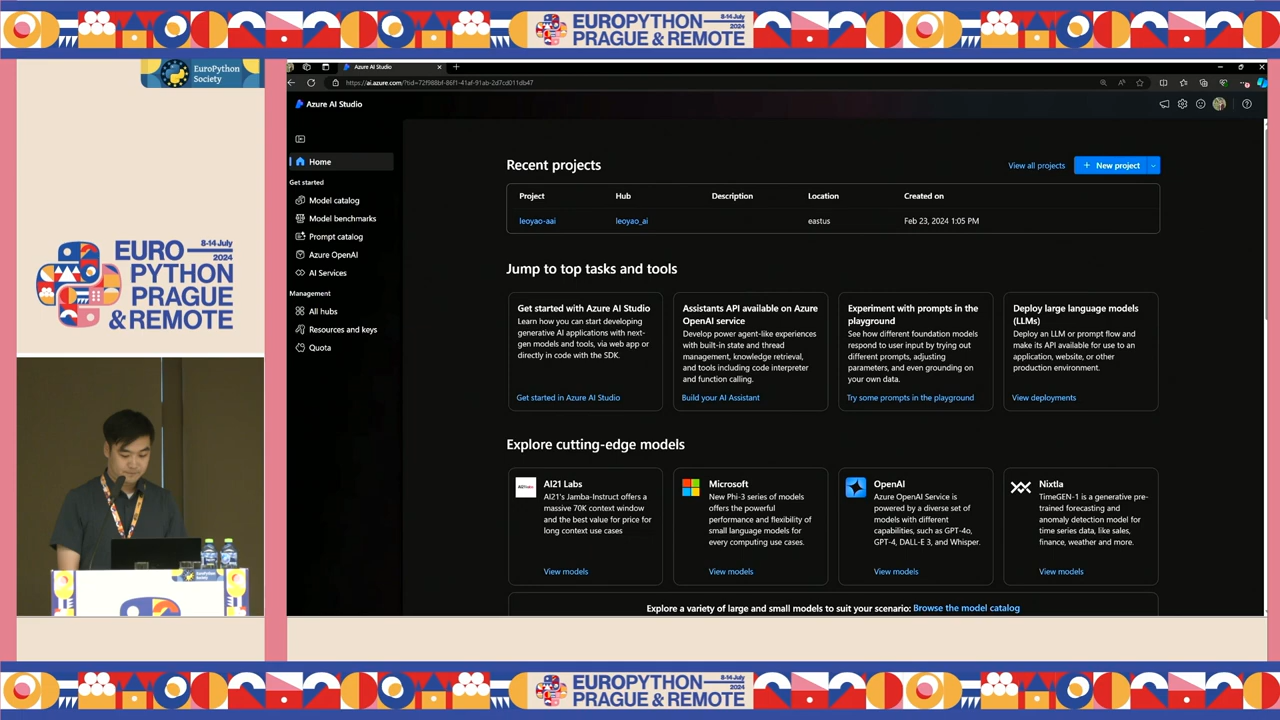 EUROPYTHON
8-14 July
2024
PRAGUE & REMOTE
EuroPython
Society
Azure AI Studio
https://ai.azure.com/?tid=72f988bf-86f1-41af-91ab-2d7cd011db47
Azure AI Studio
Home
Get started
Model catalog
Model benchmarks
Prompt catalog
Azure OpenAI
AI Services
Management
All hubs
Resources and keys
Quota
Recent projects
View all projects
+ New project
Project Hub Description Location Created on
leoyao-aai leoyao_ai eastus Feb 23, 2024 1:05 PM
Jump to top tasks and tools
Get started with Azure AI Studio
Learn how you can start developing
generative AI applications with next-
gen models and tools, via web app or
directly in code with the SDK.
Get started in Azure AI Studio
Assistants API available on Azure
OpenAI service
Develop power agent-like experiences
with built-in state and thread
management, knowledge retrieval,
and tools including code interpreter
and function calling.
Build your AI Assistant
Experiment with prompts in the
playground
See how different foundation models
respond to user input by trying out
different prompts, adjusting
parameters, and even grounding on
your own data.
Try some prompts in the playground
Deploy large language models
(LLMs)
Deploy an LLM or prompt flow and
make its API available for use to an
application, website, or other
production environment.
View deployments
Explore cutting-edge models
AI21 Labs
AI21's Jamba-Instruct offers a
massive 70K context window
and the best value for price for
long context use cases
View models
Microsoft
New Phi-3 series of models
offers the powerful
performance and flexibility of
small language models for
every computing use cases.
View models
OpenAI
Azure OpenAI Service is
powered by a diverse set of
models with different
capabilities, such as GPT-4o,
GPT-4, DALL-E 3, and Whisper.
View models
Nixtla
TimeGEN-1 is a generative pre-
trained forecasting and
anomaly detection model for
time series data, like sales,
finance, weather and more.
View models
Explore a variety of large and small models to suit your scenario: Browse the model catalog
8-14 July
2024
EURO
PYTHON
PRAGUE
& REMOTE
EuroPython
Society
EUROPYTHON
8-14 July
2024
PRAGUE & REMOTE